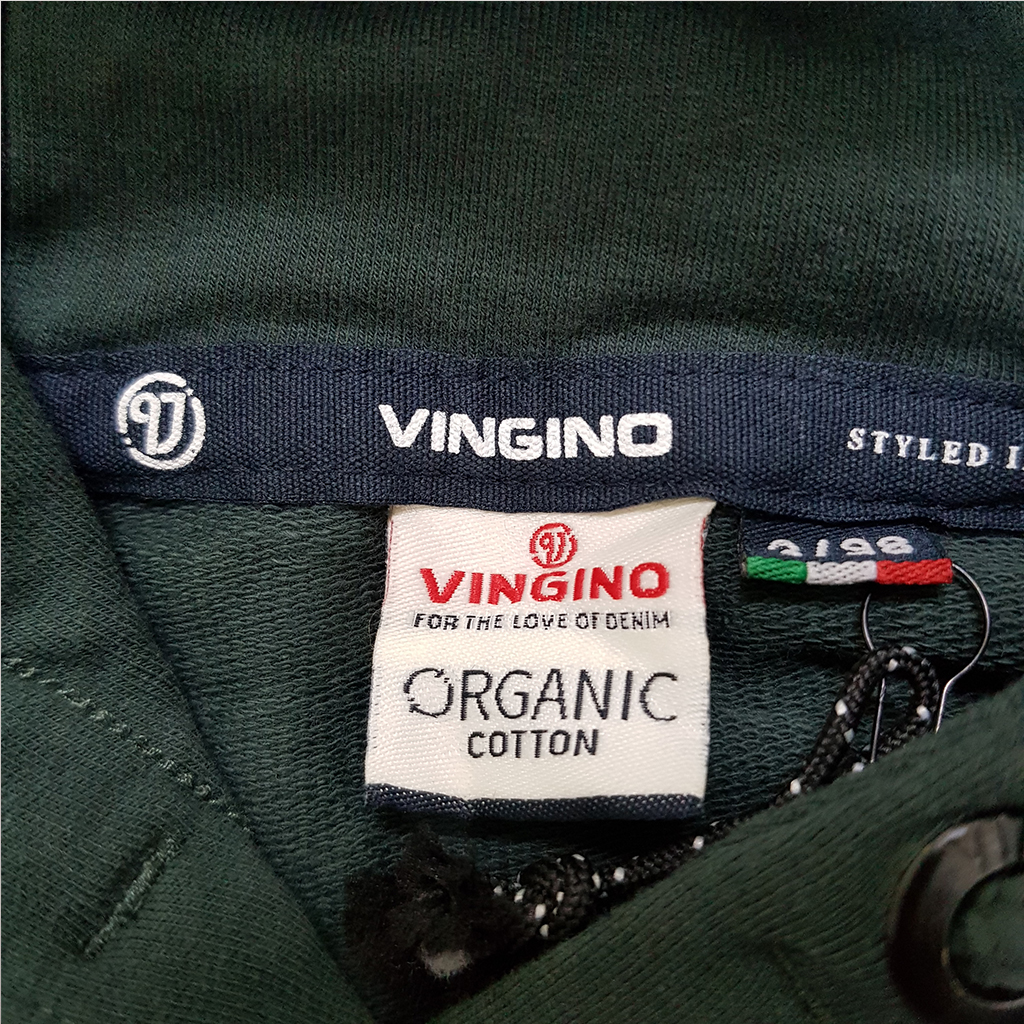 VINGINO
STYLED I
VINGINO
FOR THE LOVE OF DENIM
ORGANIC
COTTON